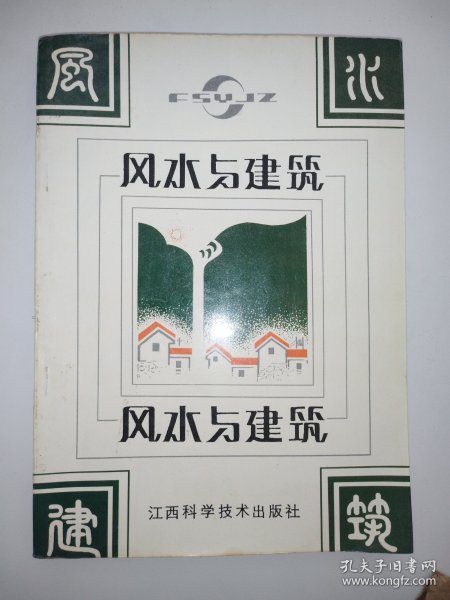 風 水
FSYJZ
风水与建筑
风水与建筑
江西科学技术出版社
建 筑
孔夫子旧书网
www.kongfz.com